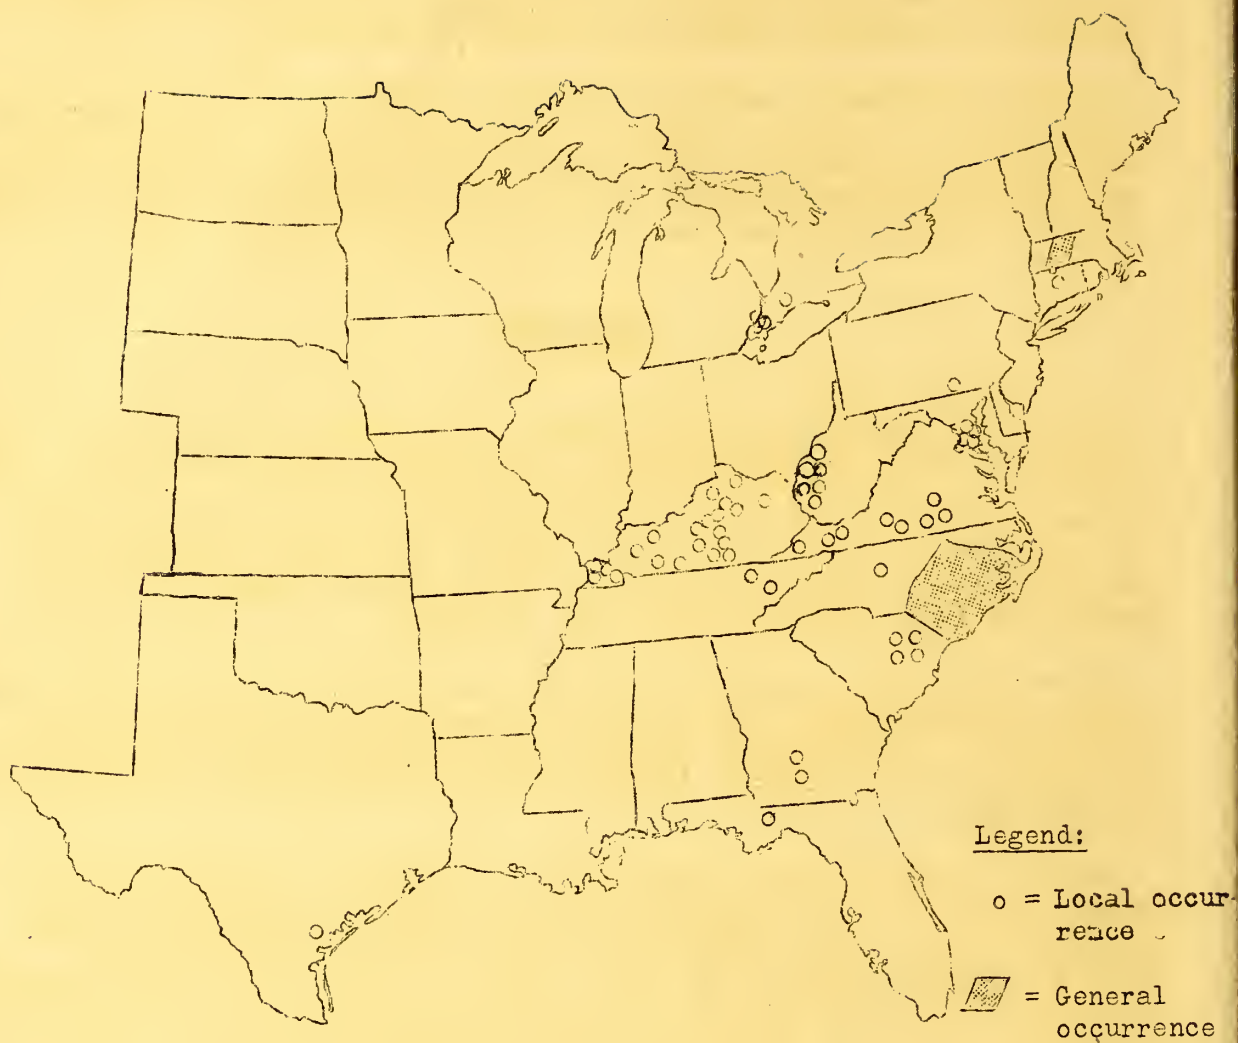 Legend:
o = Local occur-
rence
= General
occurrence